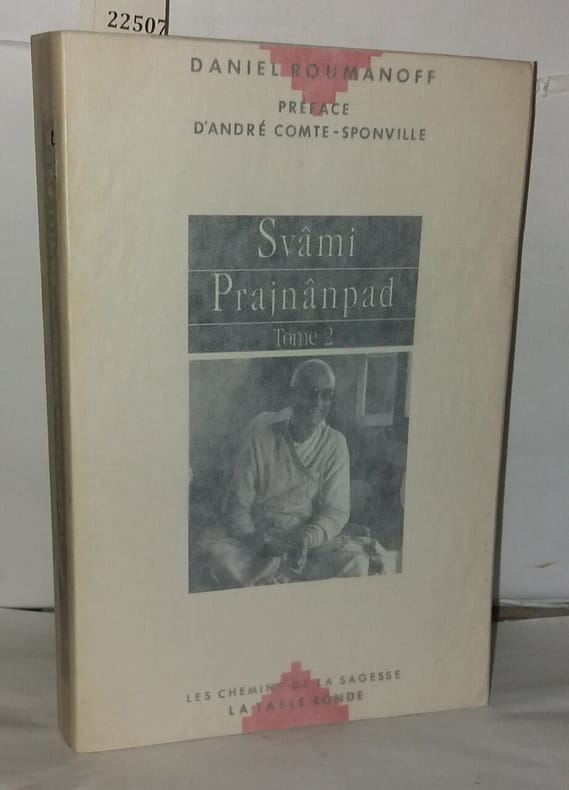 22507
DANIEL ROUMANOFF
PRÉFACE
D'ANDRÉ COMTE-SPONVILLE
Svâmi
Prajnânpad
Tome 2
LES CHEMINS DE LA SAGESSE
LA TABLE RONDE